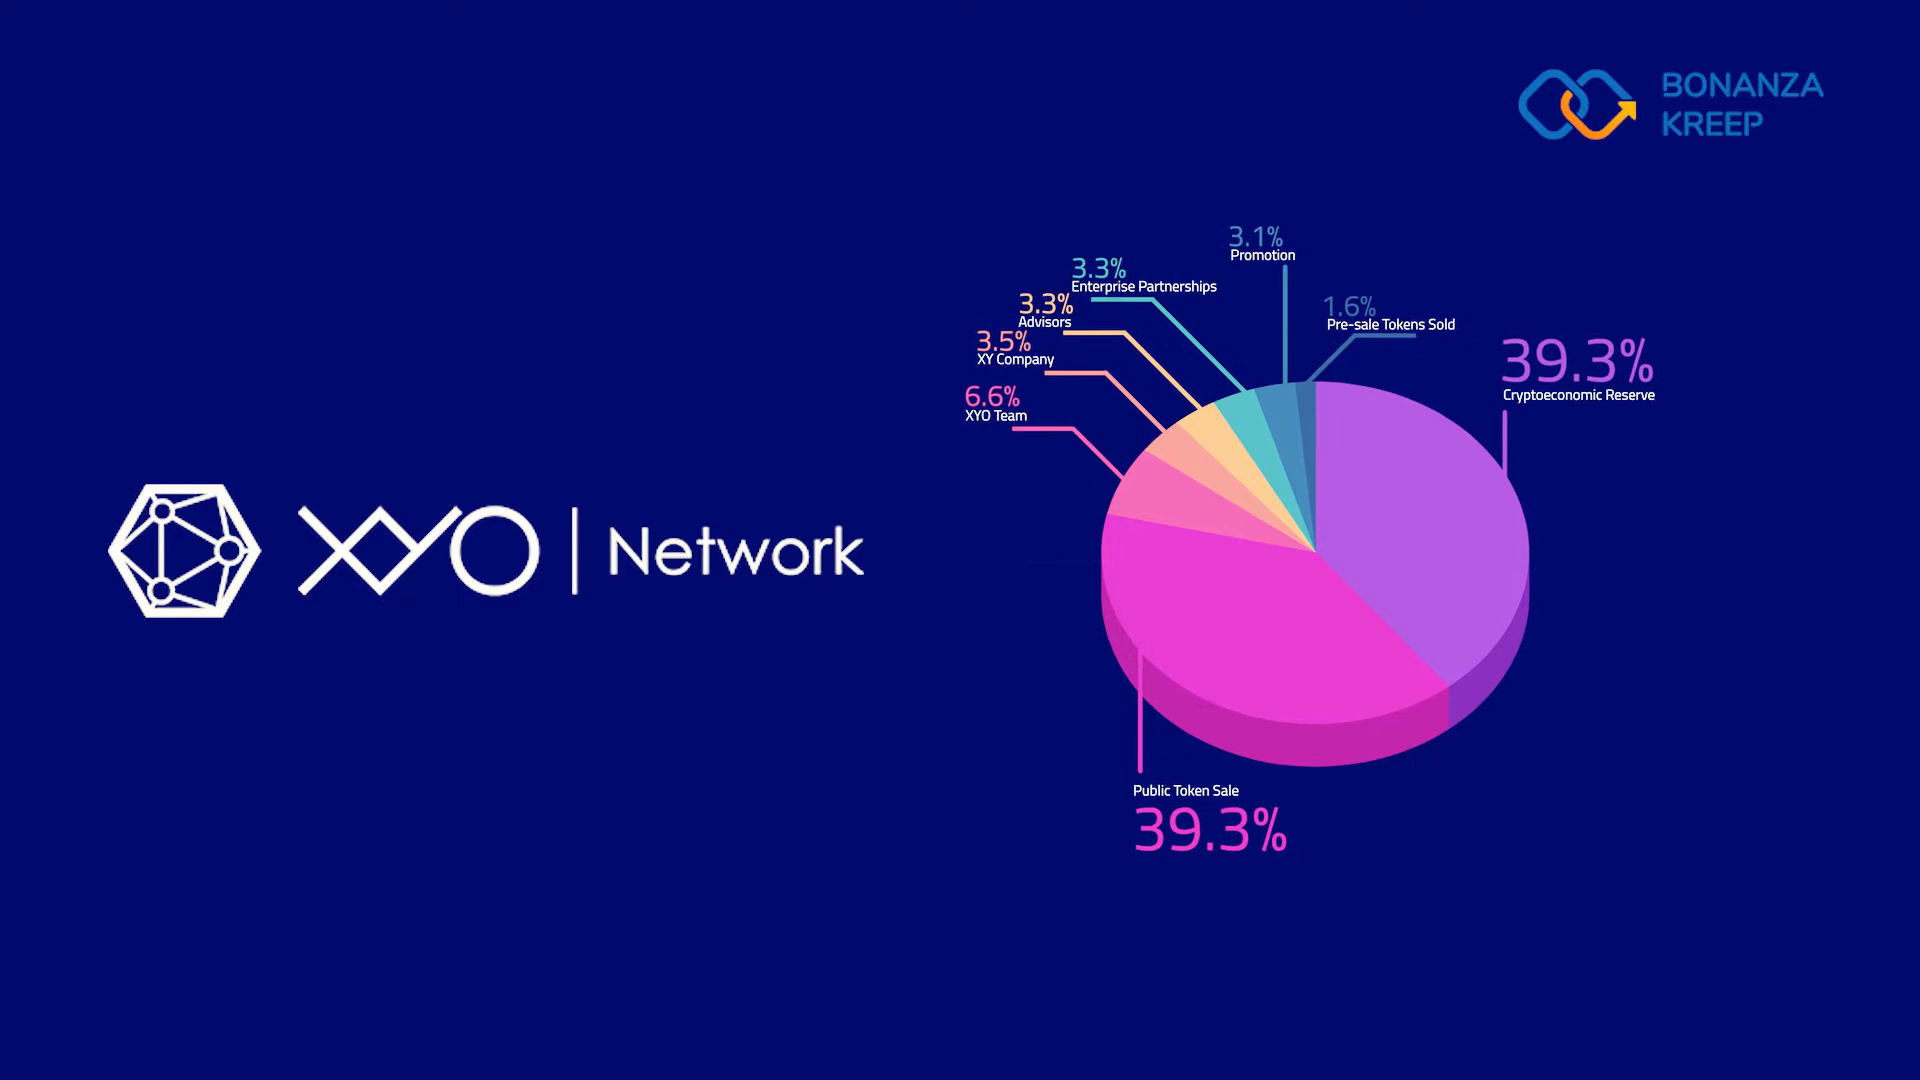 BONANZA
KREEP
3.1%
Promotion
3.3%
Enterprise Partnerships
3.3%
Advisors
1.6%
Pre-sale Tokens Sold
3.5%
XY Company
39.3%
Cryptoeconomic Reserve
6.6%
XYO Team
XYO | Network
Public Token Sale
39.3%